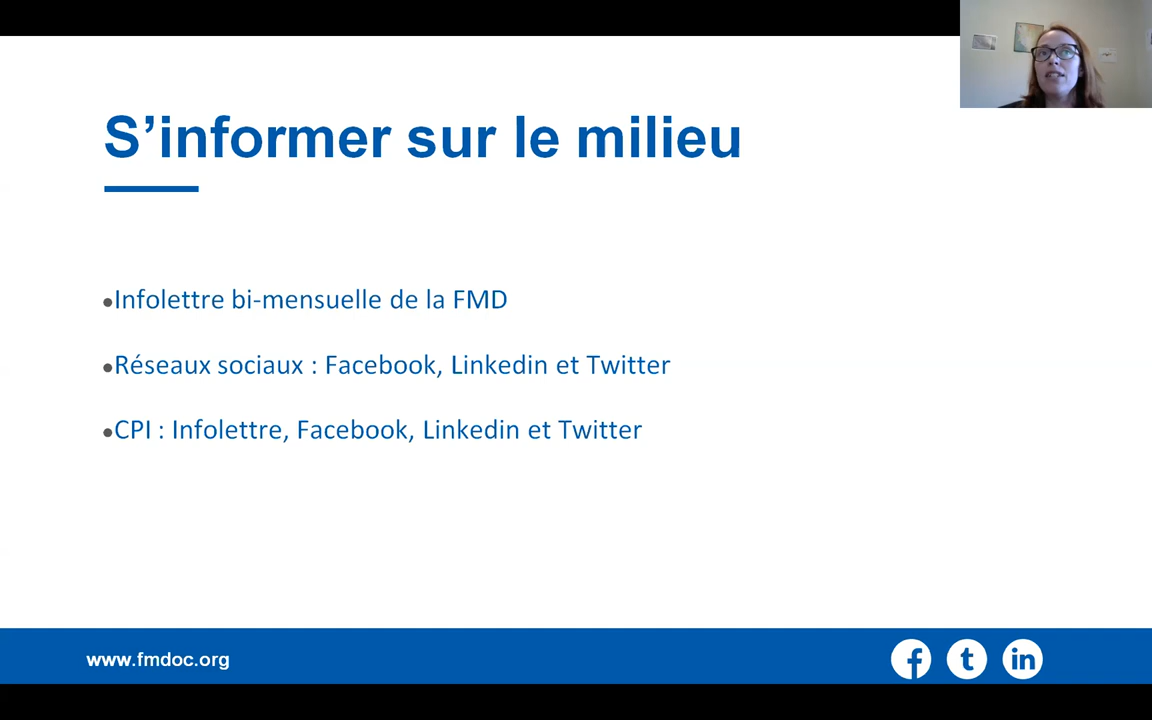 S’informer sur le milieu
•Infolettre bi-mensuelle de la FMD
•Réseaux sociaux : Facebook, Linkedin et Twitter
•CPI : Infolettre, Facebook, Linkedin et Twitter
www.fmdoc.org
f t in